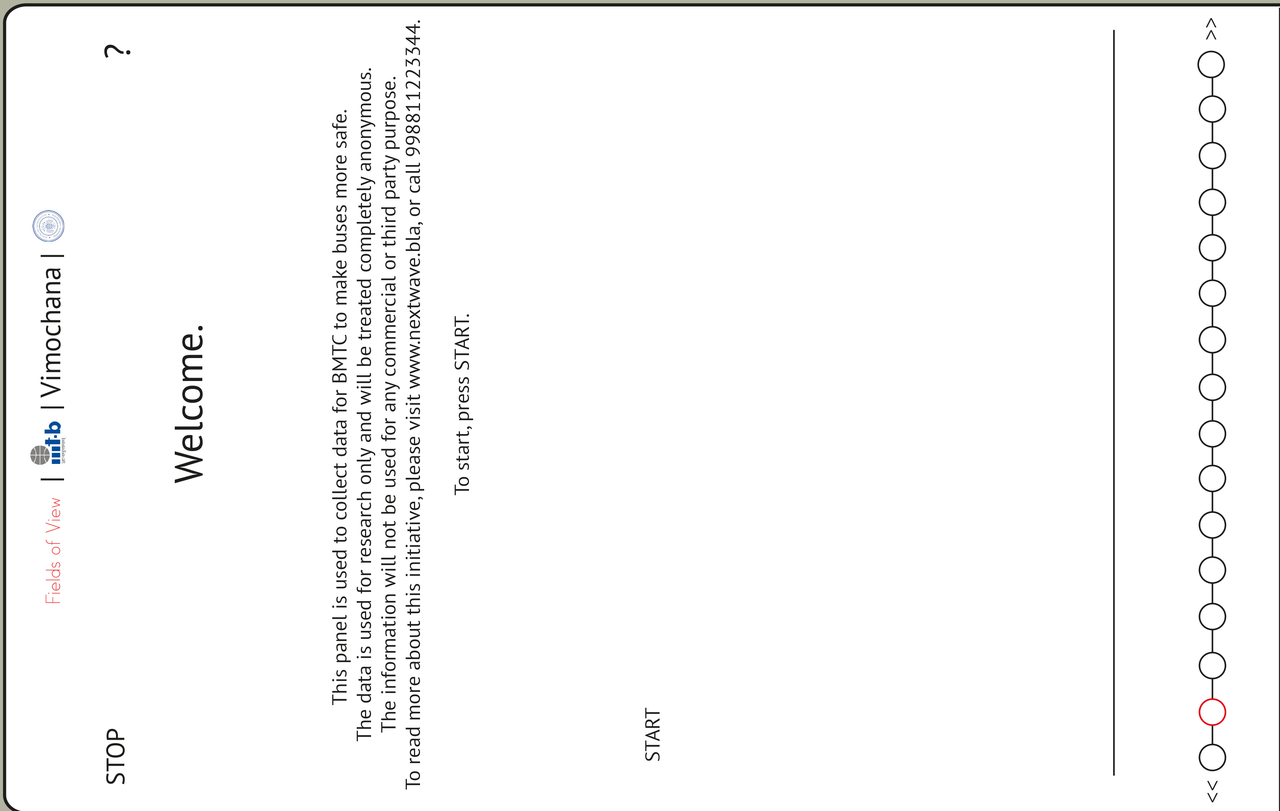 Fields of View | iiit-b | Vimochana |
STOP ?
Welcome.
This panel is used to collect data for BMTC to make buses more safe.
The data is used for research only and will be treated completely anonymous.
The information will not be used for any commercial or third party purpose.
To read more about this initiative, please visit www.nextwave.bla, or call 998811223344.
To start, press START.
START
<< >>